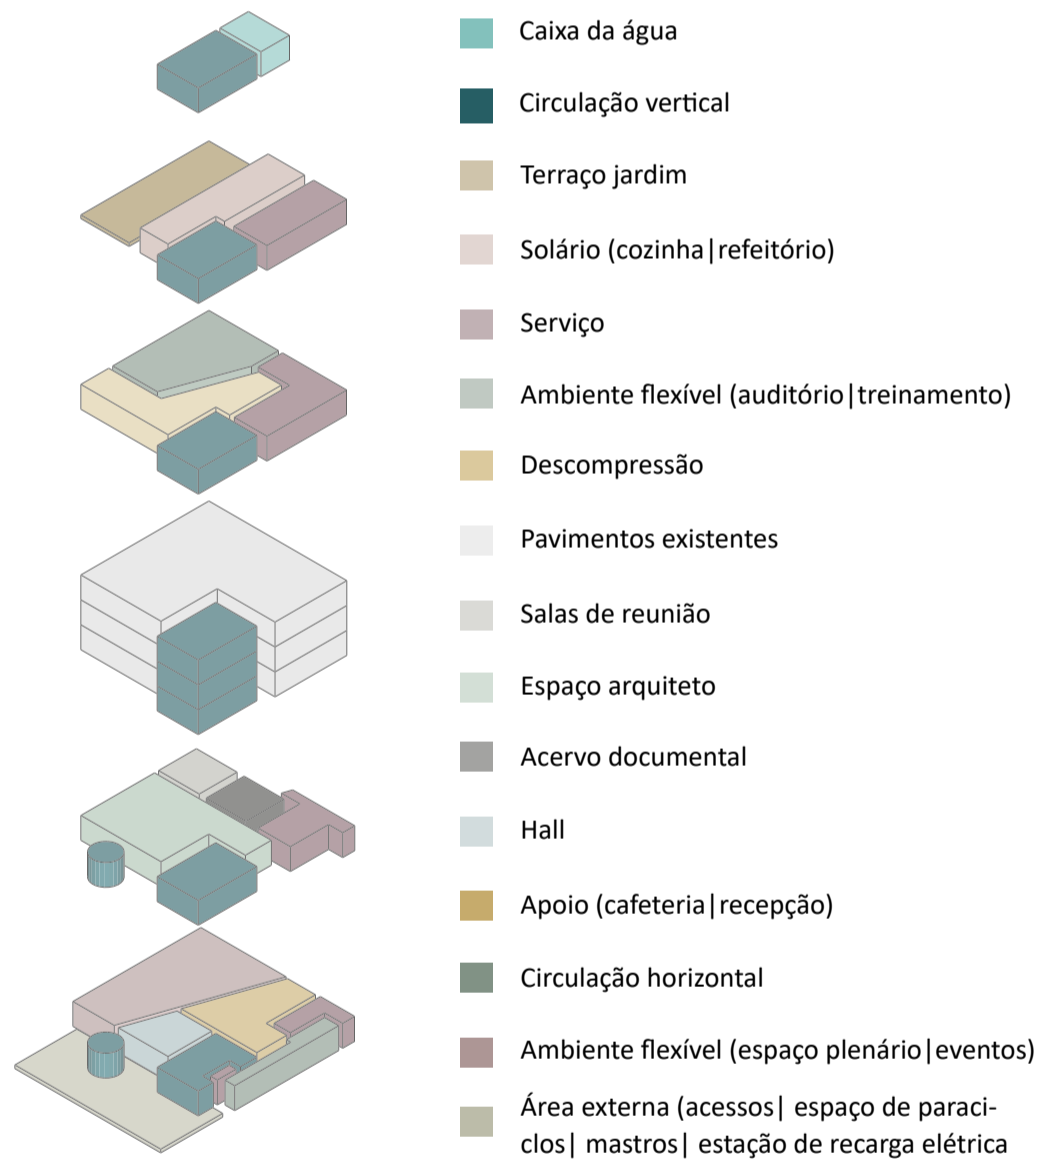 Caixa da água
Circulação vertical
Terraço jardim
Solário (cozinha|refeitório)
Serviço
Ambiente flexível (auditório|treinamento)
Descompressão
Pavimentos existentes
Salas de reunião
Espaço arquiteto
Acervo documental
Hall
Apoio (cafeteria|recepção)
Circulação horizontal
Ambiente flexível (espaço plenário|eventos)
Área externa (acessos| espaço de paraci-
clos| mastros| estação de recarga elétrica